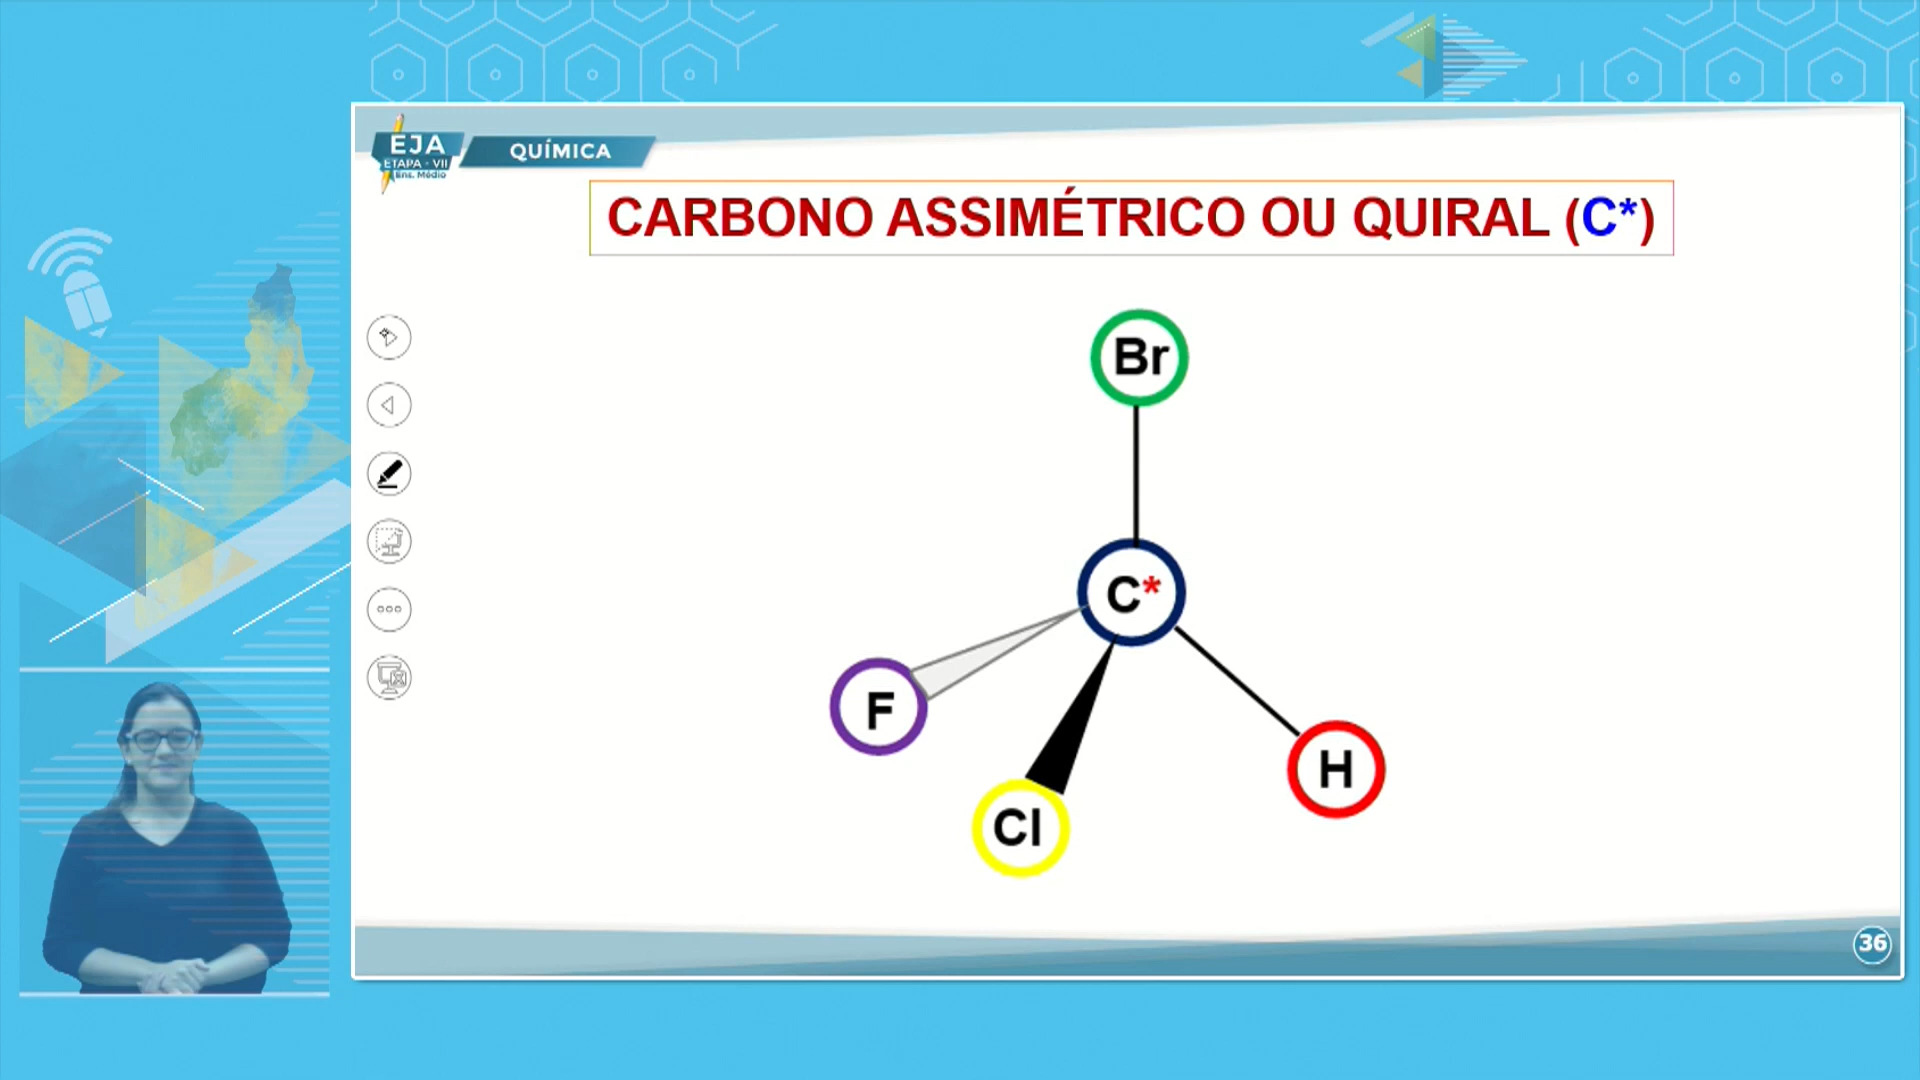 EJA
ETAPA - VII
Ens. Médio
QUÍMICA
CARBONO ASSIMÉTRICO OU QUIRAL (C*)
Br
C*
F
H
Cl
36